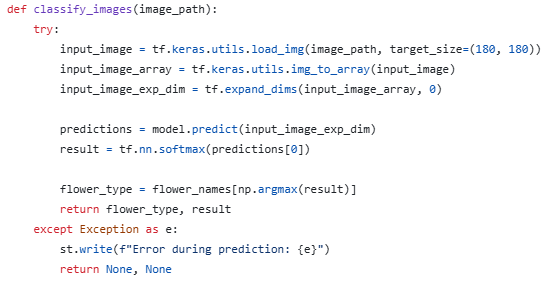 def classify_images(image_path):
    try:
        input_image = tf.keras.utils.load_img(image_path, target_size=(180, 180))
        input_image_array = tf.keras.utils.img_to_array(input_image)
        input_image_exp_dim = tf.expand_dims(input_image_array, 0)

        predictions = model.predict(input_image_exp_dim)
        result = tf.nn.softmax(predictions[0])

        flower_type = flower_names[np.argmax(result)]
        return flower_type, result
    except Exception as e:
        st.write(f"Error during prediction: {e}")
        return None, None